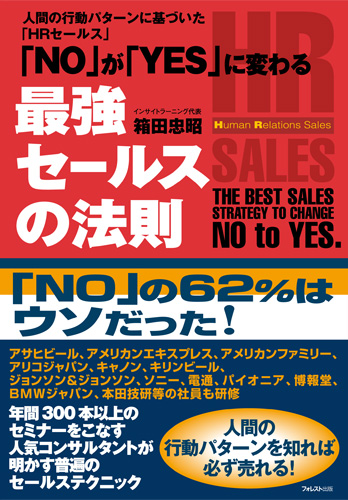 人間の行動パターンに基づいた
「HRセールス」
「NO」が「YES」に変わる
最強
セールス
の法則
インサイトラーニング代表
箱田忠昭
HR
Human Relations Sales
SALES
THE BEST SALES
STRATEGY TO CHANGE
NO to YES.
「NO」の62%は
ウソだった!
アサヒビール、アメリカンエキスプレス、アメリカンファミリー、
アリコジャパン、キャノン、キリンビール、
ジョンソン&ジョンソン、ソニー、電通、パイオニア、博報堂、
BMWジャパン、本田技研等の社員も研修
年間300本以上の
セミナーをこなす
人気コンサルタントが
明かす普遍の
セールステクニック
人間の
行動パターンを知れば
必ず売れる!
フォレスト出版